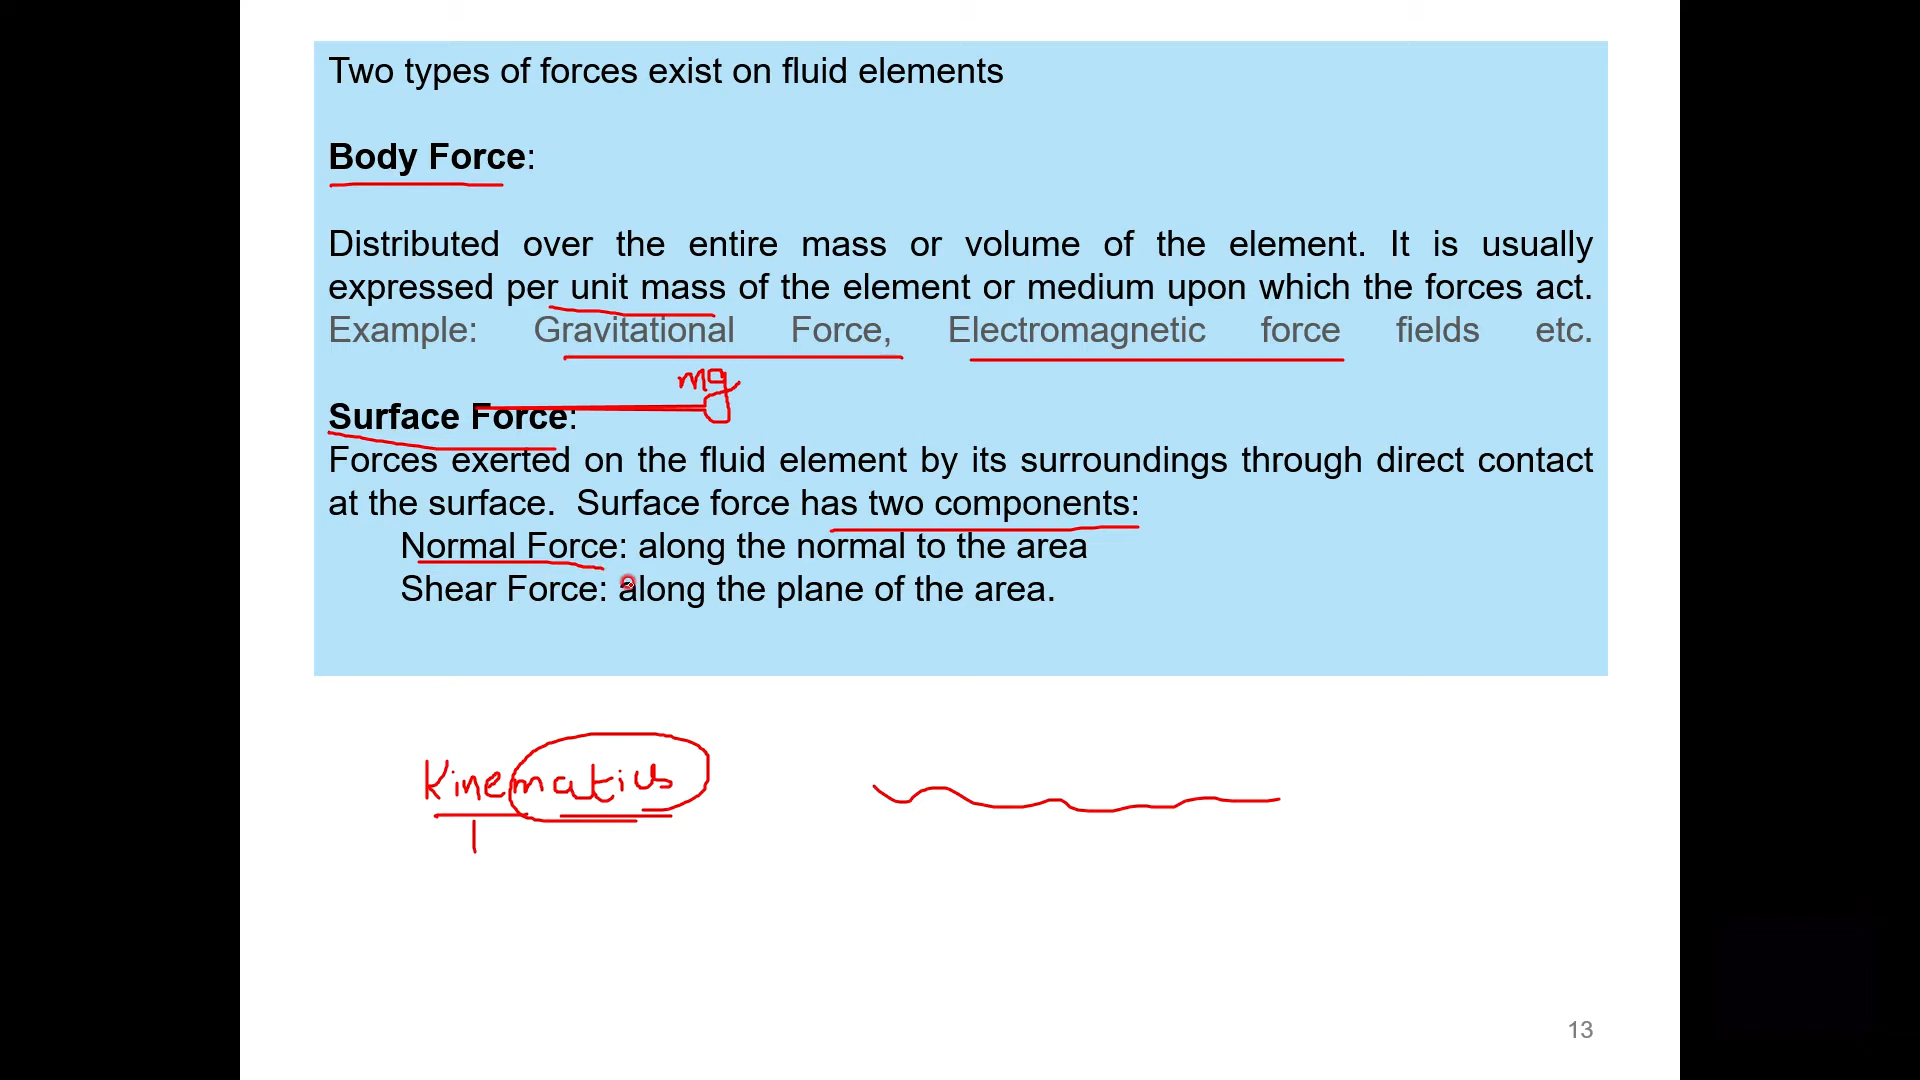 Two types of forces exist on fluid elements
Body Force:
Distributed over the entire mass or volume of the element. It is usually
expressed per unit mass of the element or medium upon which the forces act.
Example: Gravitational Force, Electromagnetic force fields etc.
mg
Surface Force:
Forces exerted on the fluid element by its surroundings through direct contact
at the surface. Surface force has two components:
Normal Force: along the normal to the area
Shear Force: along the plane of the area.
Kinematics
13